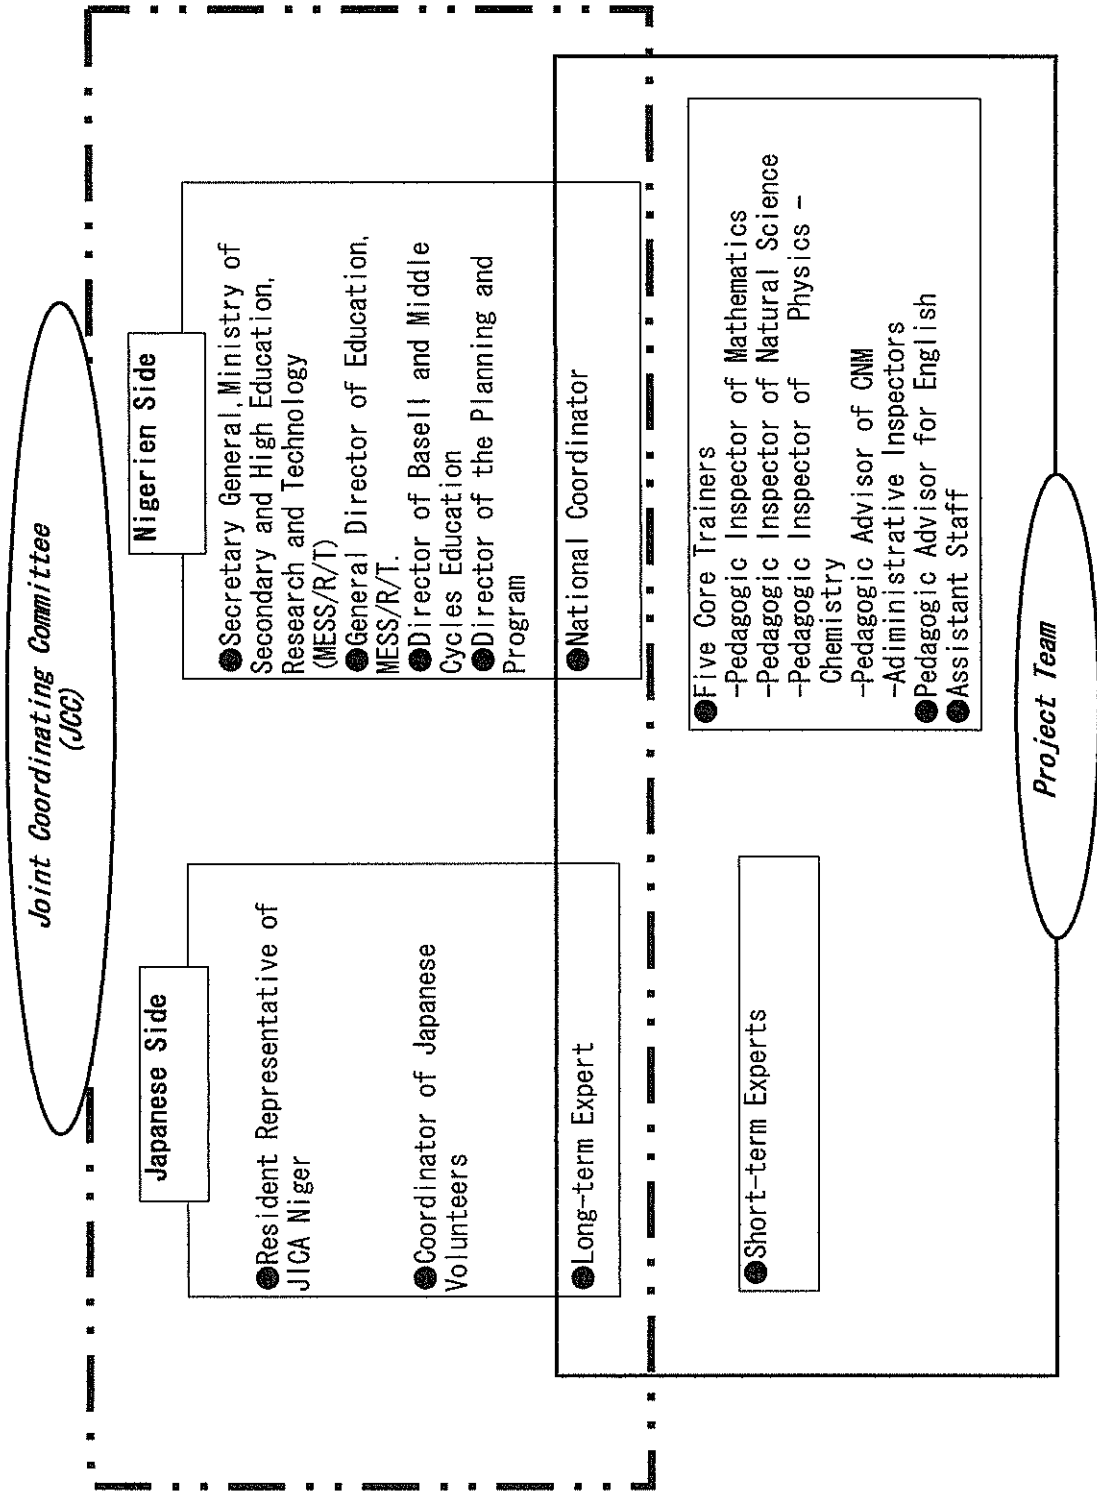 Joint Coordinating Committee
(JCC)
Japanese Side
●Resident Representative of
JICA Niger
●Coordinator of Japanese
Volunteers
●Long-term Expert
Nigerien Side
●Secretary General, Ministry of
Secondary and High Education,
Research and Technology
(MESS/R/T)
●General Director of Education,
MESS/R/T.
●Director of Basell and Middle
Cycles Education
●Director of the Planning and
Program
●National Coordinator
●Short-term Experts
●Five Core Trainers
-Pedagogic Inspector of Mathematics
-Pedagogic Inspector of Natural Science
-Pedagogic Inspector of Physics -
Chemistry
-Pedagogic Advisor of CNM
-Adiministrative Inspectors
●Pedagogic Advisor for English
●Assistant Staff
Project Team